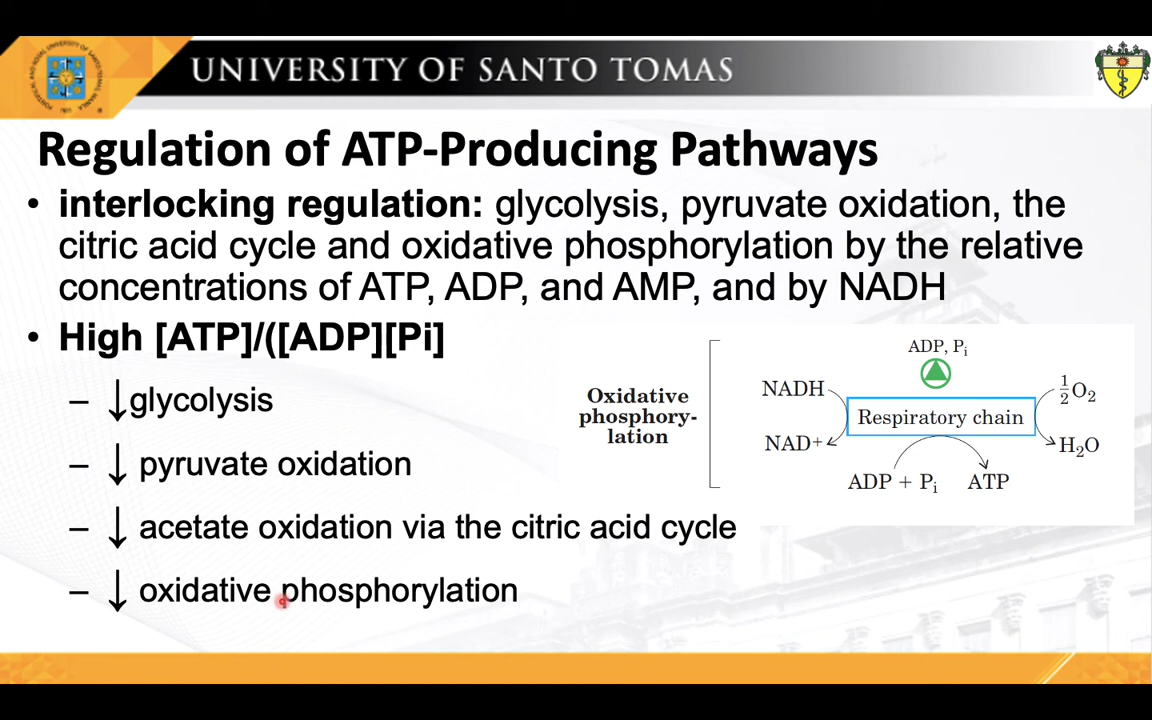 UNIVERSITY OF SANTO TOMAS
Regulation of ATP-Producing Pathways
• interlocking regulation: glycolysis, pyruvate oxidation, the
citric acid cycle and oxidative phosphorylation by the relative
concentrations of ATP, ADP, and AMP, and by NADH
• High [ATP]/([ADP][Pi]
– ↓glycolysis
– ↓ pyruvate oxidation
– ↓ acetate oxidation via the citric acid cycle
– ↓ oxidative phosphorylation
Oxidative
phosphory-
lation
ADP, Pi
NADH
½O2
Respiratory chain
NAD+
H2O
ADP + Pi
ATP